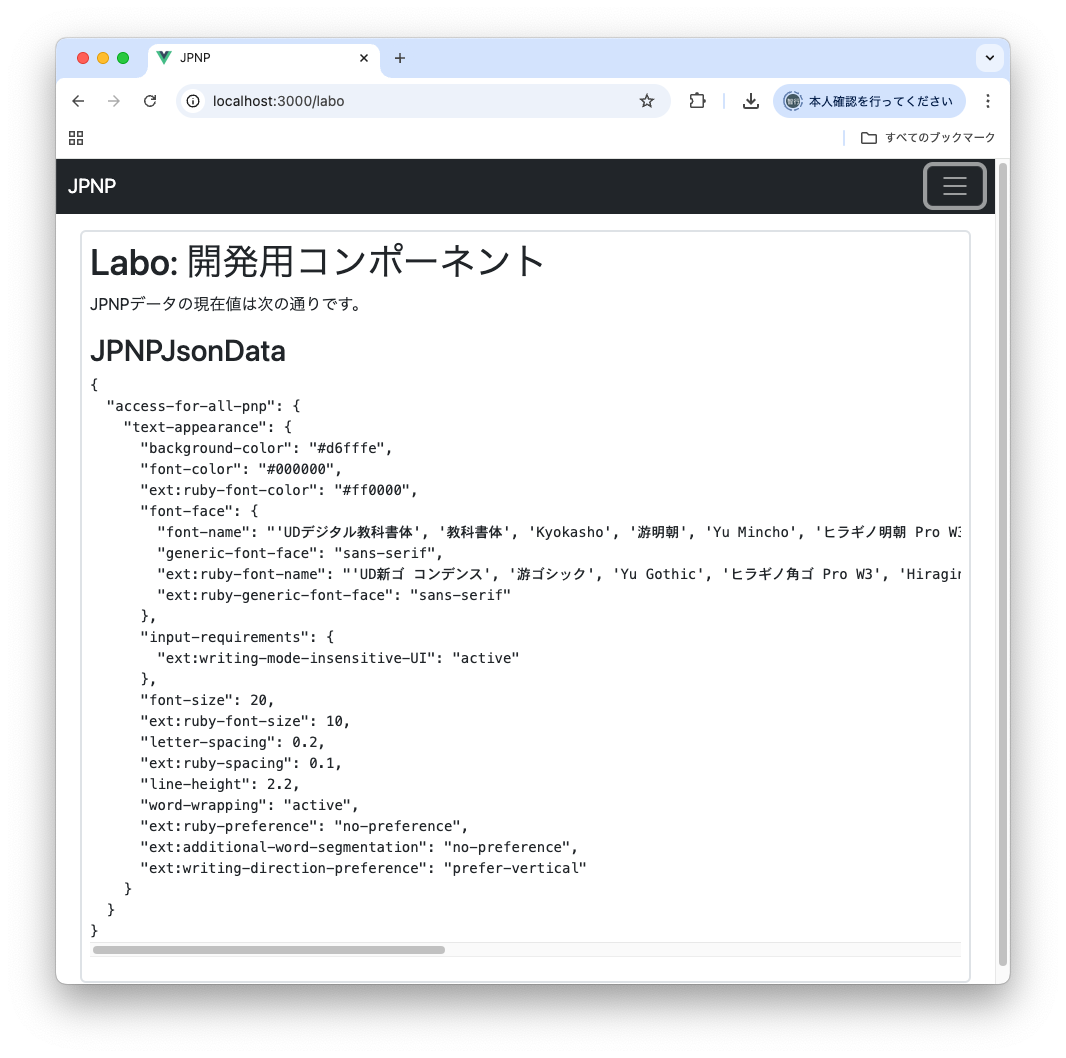 JPNP
localhost:3000/labo
本人確認を行ってください
すべてのブックマーク
JPNP
Labo: 開発用コンポーネント
JPNPデータの現在値は次の通りです。
JPNPJsonData
{
  "access-for-all-pnp": {
    "text-appearance": {
      "background-color": "#d6fffe",
      "font-color": "#000000",
      "ext:ruby-font-color": "#ff0000",
      "font-face": {
        "font-name": "'UDデジタル教科書体', '教科書体', 'Kyokasho', '游明朝', 'Yu Mincho', 'ヒラギノ明朝 Pro W3
        "generic-font-face": "sans-serif",
        "ext:ruby-font-name": "'UD新ゴ コンデンス', '游ゴシック', 'Yu Gothic', 'ヒラギノ角ゴ Pro W3', 'Hiragin
        "ext:ruby-generic-font-face": "sans-serif"
      },
      "input-requirements": {
        "ext:writing-mode-insensitive-UI": "active"
      },
      "font-size": 20,
      "ext:ruby-font-size": 10,
      "letter-spacing": 0.2,
      "ext:ruby-spacing": 0.1,
      "line-height": 2.2,
      "word-wrapping": "active",
      "ext:ruby-preference": "no-preference",
      "ext:additional-word-segmentation": "no-preference",
      "ext:writing-direction-preference": "prefer-vertical"
    }
  }
}